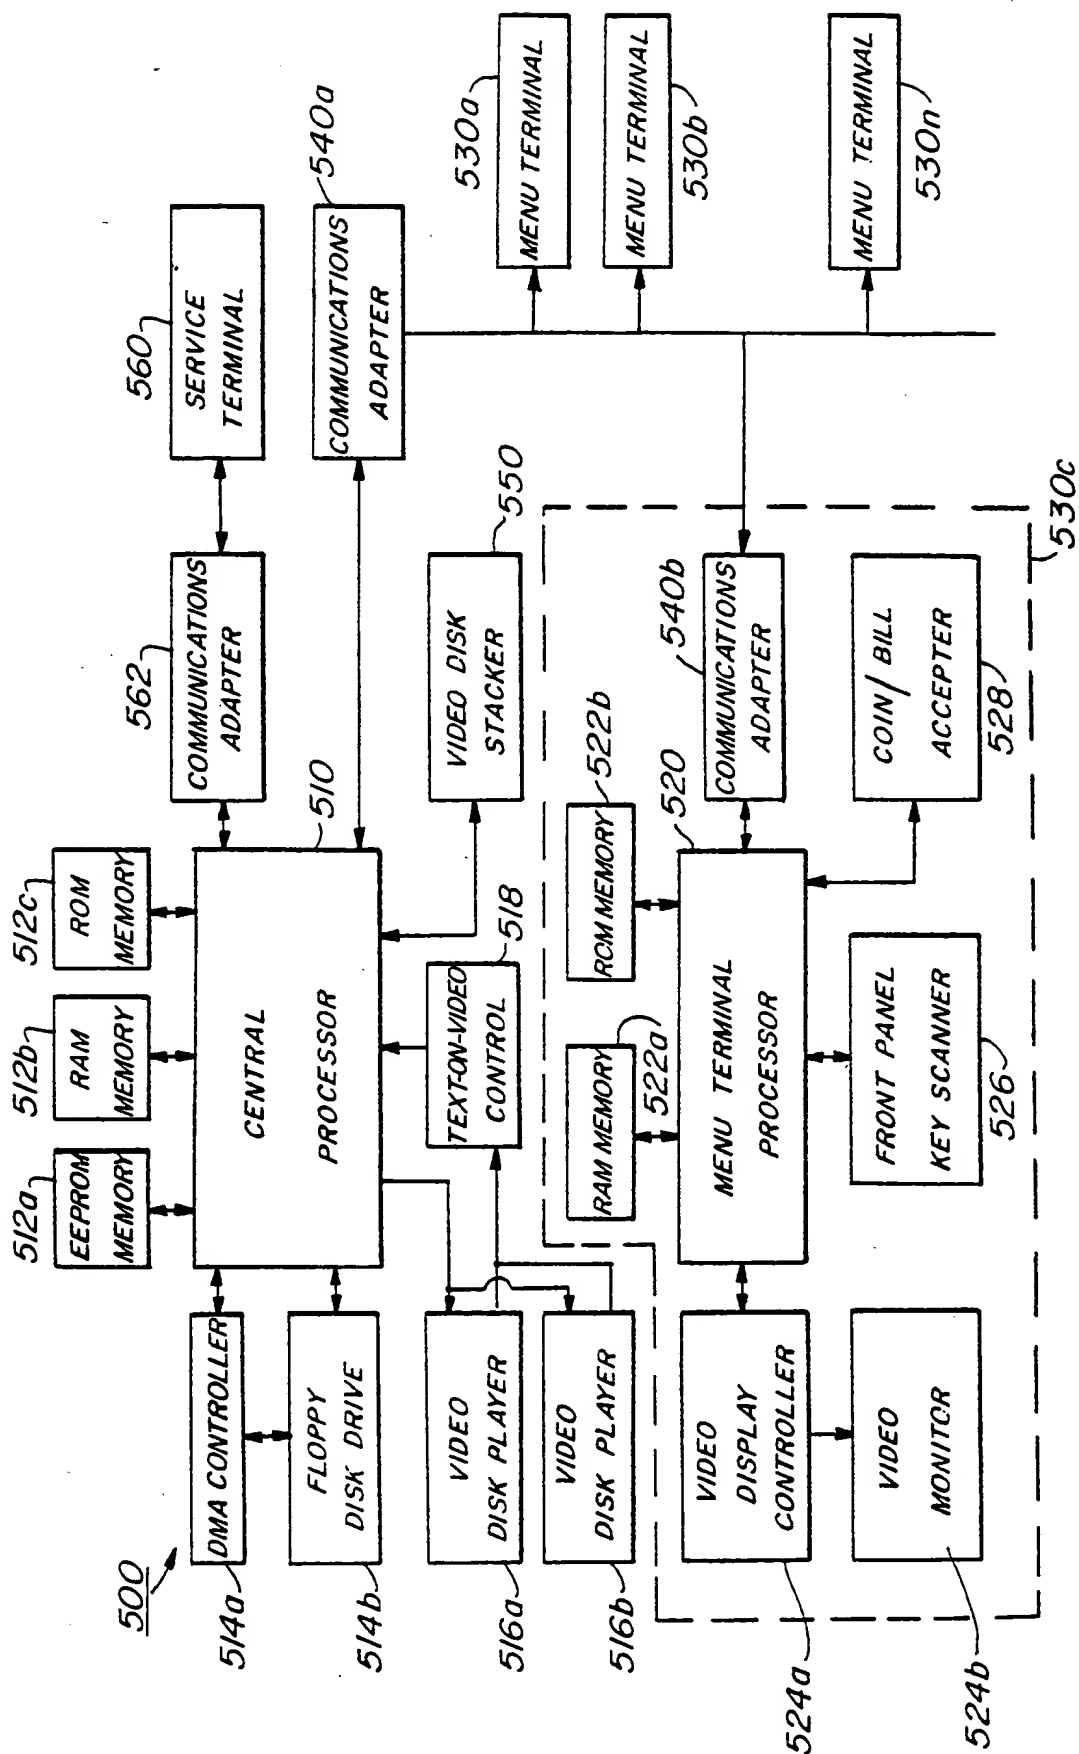 500
512a
EEPROM
MEMORY
512b
RAM
MEMORY
512c
ROM
MEMORY
562
COMMUNICATIONS
ADAPTER
560
SERVICE
TERMINAL
514a
DMA CONTROLLER
514b
FLOPPY
DISK DRIVE
CENTRAL
PROCESSOR
510
COMMUNICATIONS
ADAPTER
540a
516a
VIDEO
DISK PLAYER
516b
VIDEO
DISK PLAYER
TEXT-ON-VIDEO
CONTROL
518
VIDEO DISK
STACKER
550
MENU TERMINAL
530a
MENU TERMINAL
530b
MENU TERMINAL
530n
RAM MEMORY
522a
ROM MEMORY
522b
524a
VIDEO
DISPLAY
CONTROLLER
MENU TERMINAL
PROCESSOR
520
COMMUNICATIONS
ADAPTER
540b
524b
VIDEO
MONITOR
FRONT PANEL
KEY SCANNER
526
COIN/BILL
ACCEPTER
528
530c